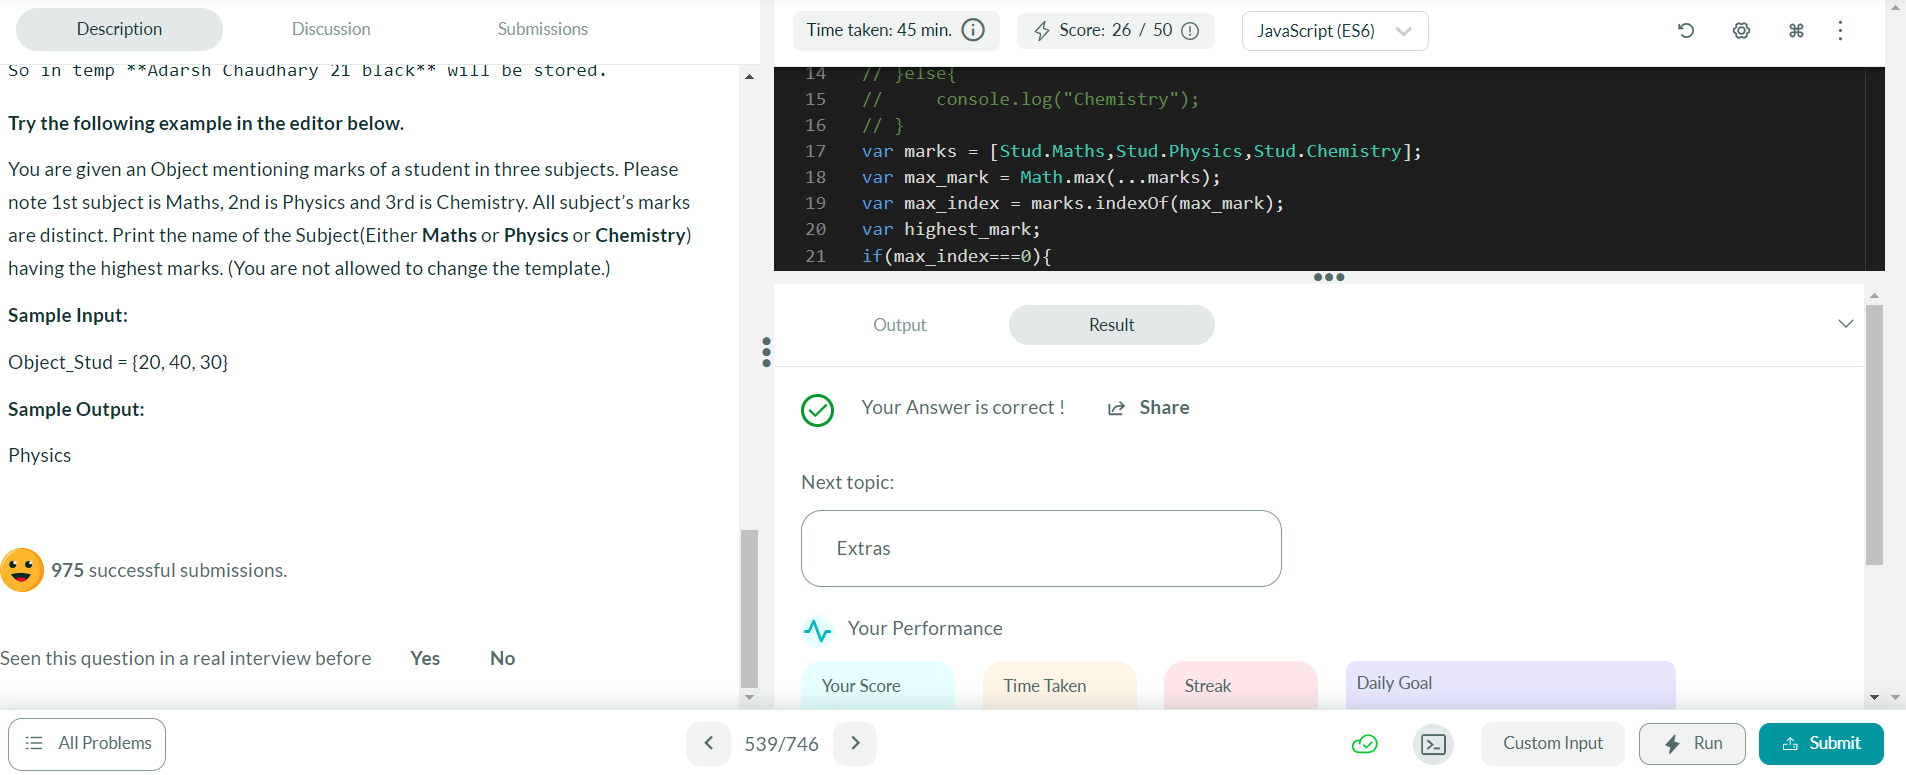 Description
Discussion
Submissions
Time taken: 45 min.
Score: 26 / 50
JavaScript (ES6)
So in temp **Adarsh Chaudhary 21 black** will be stored.
Try the following example in the editor below.
You are given an Object mentioning marks of a student in three subjects. Please
note 1st subject is Maths, 2nd is Physics and 3rd is Chemistry. All subject's marks
are distinct. Print the name of the Subject(Either Maths or Physics or Chemistry)
having the highest marks. (You are not allowed to change the template.)
Sample Input:
Object_Stud = {20, 40, 30}
Sample Output:
Physics
975 successful submissions.
Seen this question in a real interview before Yes No
14 // }else{
15 //     console.log("Chemistry");
16 // }
17 var marks = [Stud.Maths,Stud.Physics,Stud.Chemistry];
18 var max_mark = Math.max(...marks);
19 var max_index = marks.indexOf(max_mark);
20 var highest_mark;
21 if(max_index===0){
Output
Result
Your Answer is correct !
Share
Next topic:
Extras
Your Performance
Your Score
Time Taken
Streak
Daily Goal
All Problems
539/746
Custom Input
Run
Submit